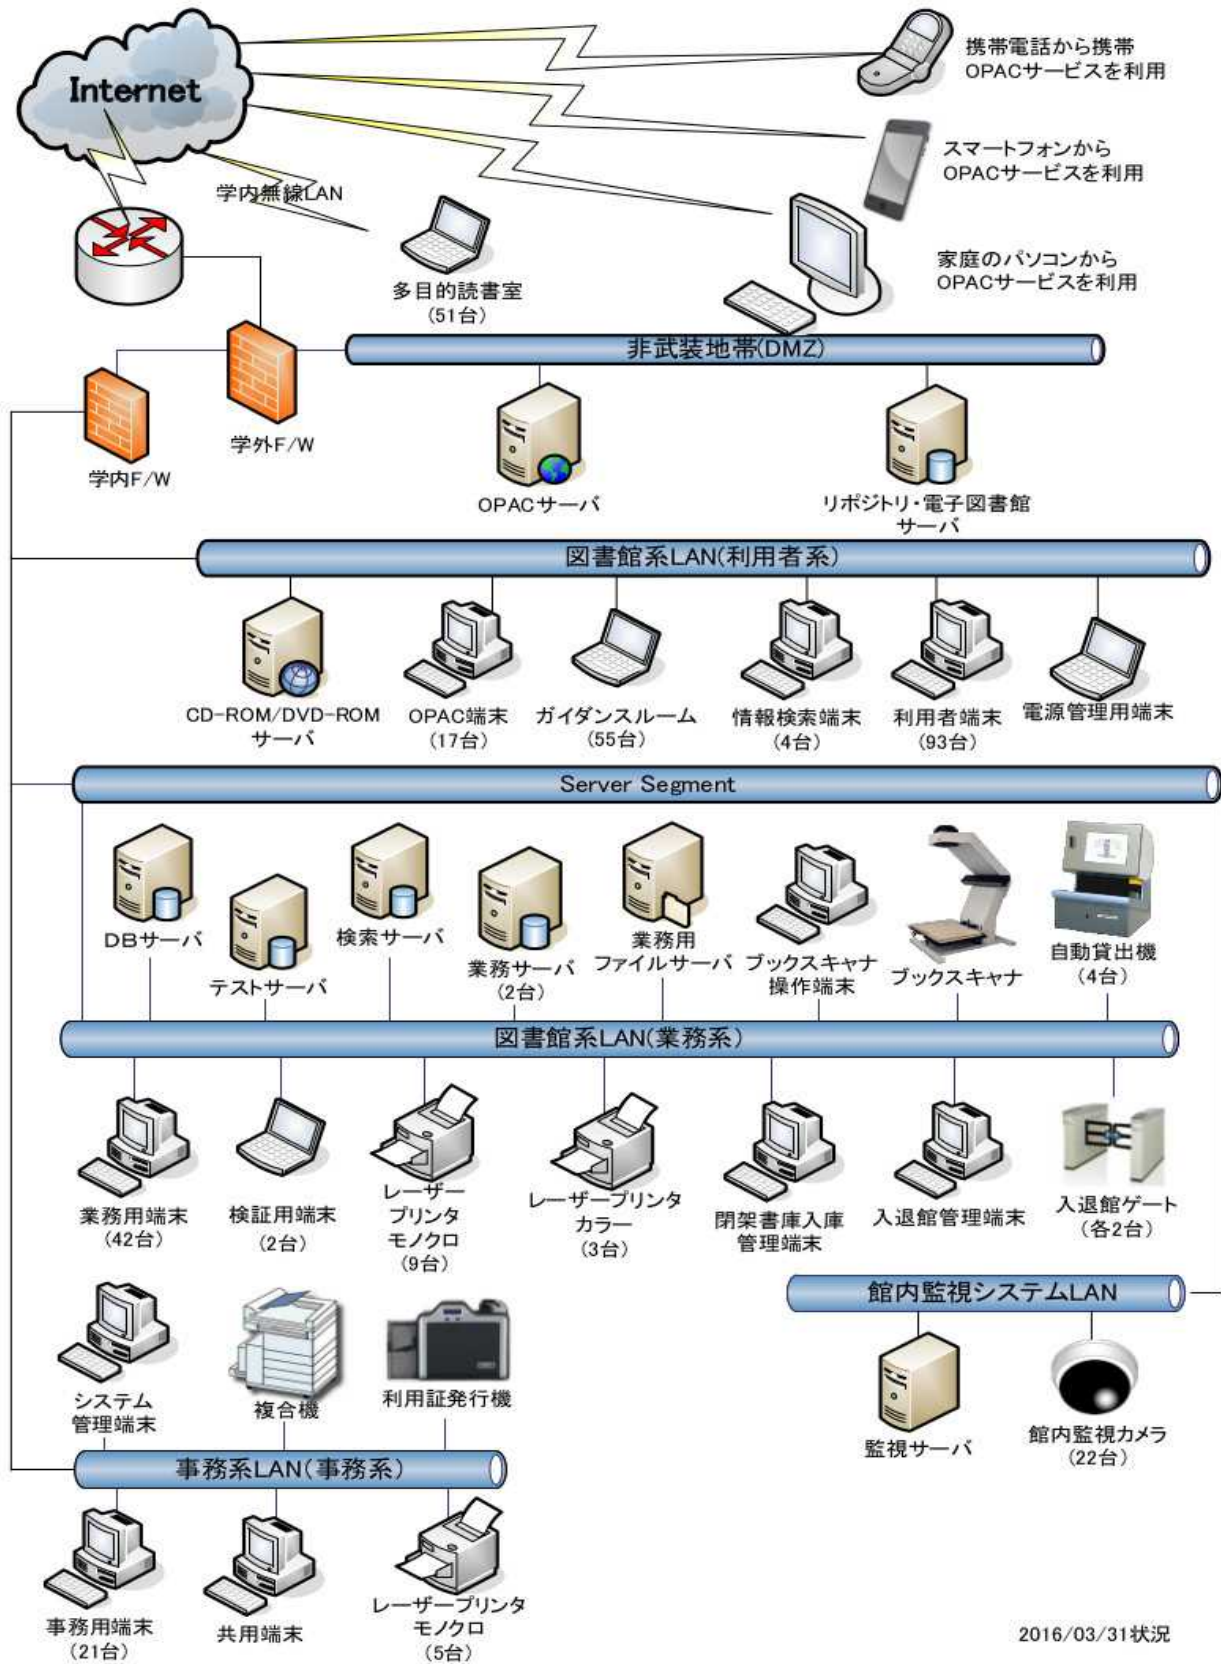 Internet
携帯電話から携帯
OPACサービスを利用
スマートフォンから
OPACサービスを利用
学内無線LAN
家庭のパソコンから
OPACサービスを利用
多目的読書室
(51台)
非武装地帯(DMZ)
学外F/W
学内F/W
OPACサーバ
リポジトリ・電子図書館
サーバ
図書館系LAN(利用者系)
CD-ROM/DVD-ROM
サーバ
OPAC端末
(17台)
ガイダンスルーム
(55台)
情報検索端末
(4台)
利用者端末
(93台)
電源管理用端末
Server Segment
DBサーバ
テストサーバ
検索サーバ
業務サーバ
(2台)
業務用
ファイルサーバ
ブックスキャナ
操作端末
ブックスキャナ
自動貸出機
(4台)
図書館系LAN(業務系)
業務用端末
(42台)
検証用端末
(2台)
レーザー
プリンタ
モノクロ
(9台)
レーザープリンタ
カラー
(3台)
閉架書庫入庫
管理端末
入退館管理端末
入退館ゲート
(各2台)
館内監視システムLAN
システム
管理端末
複合機
利用証発行機
監視サーバ
館内監視カメラ
(22台)
事務系LAN(事務系)
事務用端末
(21台)
共用端末
レーザープリンタ
モノクロ
(5台)
2016/03/31状況